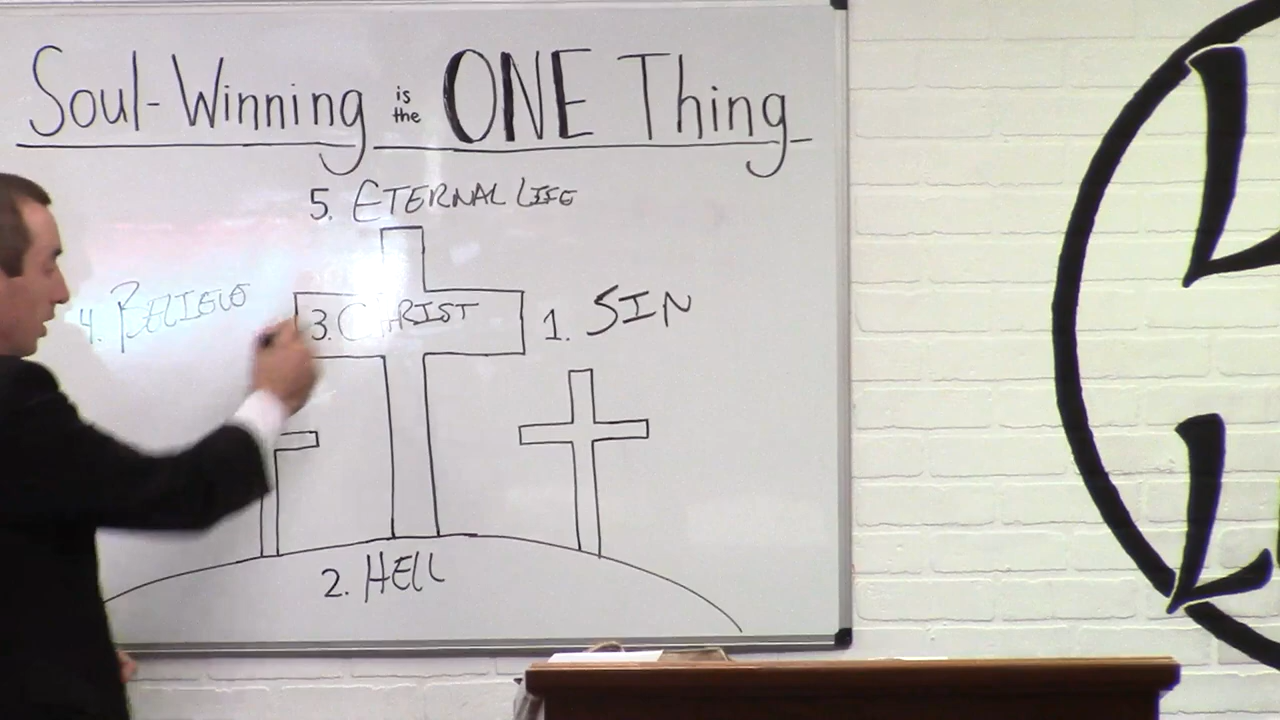 Soul-Winning is the ONE Thing
5. ETERNAL LIFE
4. BELIEVE
3. CHRIST
1. SIN
2. HELL